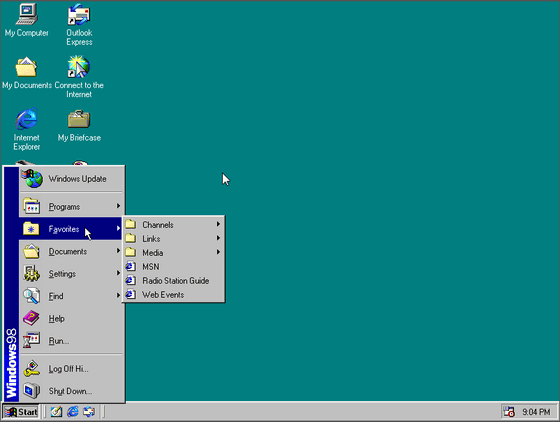 My Computer
Outlook
Express
My Documents
Connect to the
Internet
Internet
Explorer
My Briefcase
Windows98
Windows Update
Programs
Favorites
Documents
Settings
Find
Help
Run...
Log Off Hi...
Shut Down...
Channels
Links
Media
MSN
Radio Station Guide
Web Events
Start
9:04 PM